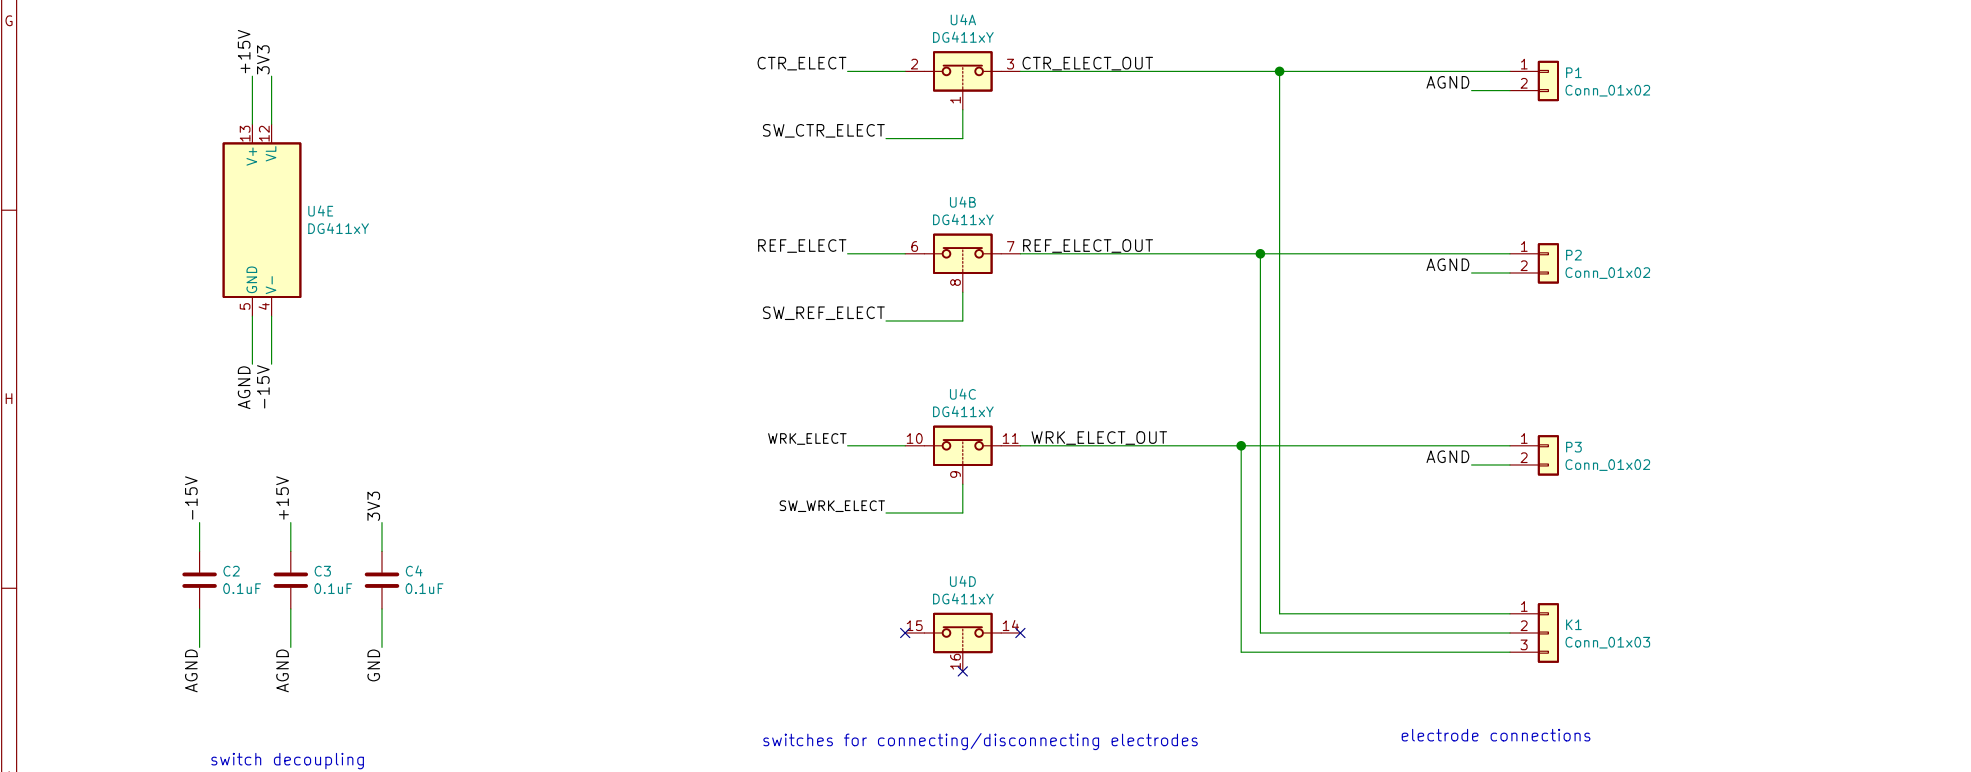 G
H
+15V
3V3
13
12
V+
VL
U4E
DG411xY
GND
V-
5
4
AGND
-15V
-15V
+15V
3V3
C2
0.1uF
C3
0.1uF
C4
0.1uF
AGND
AGND
GND
switch decoupling
U4A
DG411xY
CTR_ELECT
2
3
CTR_ELECT_OUT
1
SW_CTR_ELECT
U4B
DG411xY
REF_ELECT
6
7
REF_ELECT_OUT
8
SW_REF_ELECT
U4C
DG411xY
WRK_ELECT
10
11
WRK_ELECT_OUT
9
SW_WRK_ELECT
U4D
DG411xY
15
14
16
switches for connecting/disconnecting electrodes
AGND
1
2
P1
Conn_01x02
AGND
1
2
P2
Conn_01x02
AGND
1
2
P3
Conn_01x02
1
2
3
K1
Conn_01x03
electrode connections